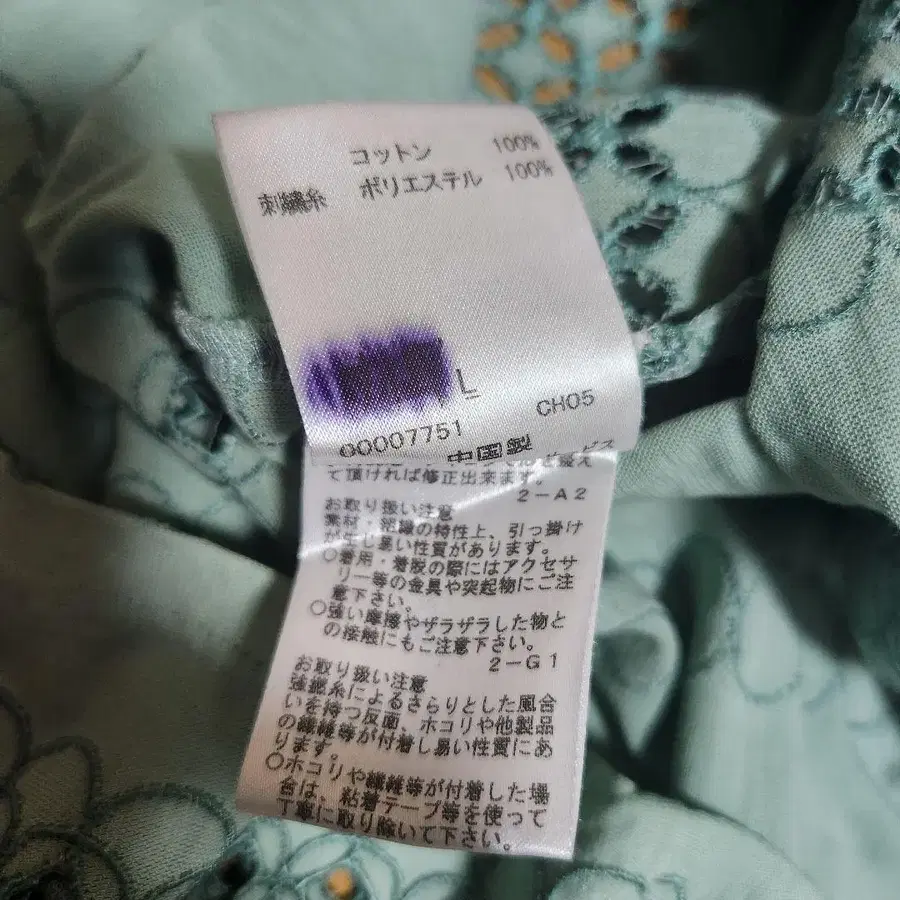 コットン 100%
刺繍糸 ポリエステル 100%
L
00007751 CH05
中国製
て頂ければ修正出来ます。
2-A2
お取り扱い注意
素材・組織の特性上、引っ掛け
が生じ易い性質があります。
○着用・着脱の際にはアクセサ
リー等の金具や突起物にご注
意下さい。
○強い摩擦やザラザラした物と
の接触にもご注意下さい。
2-G1
お取り扱い注意
強撚糸によるさらりとした風合
いを持つ反面、ホコリや他製品
の繊維等が付着し易い性質にあ
ります。
○ホコリや繊維等が付着した場
合は、粘着テープ等を使って
丁寧に取り除いて下さい。